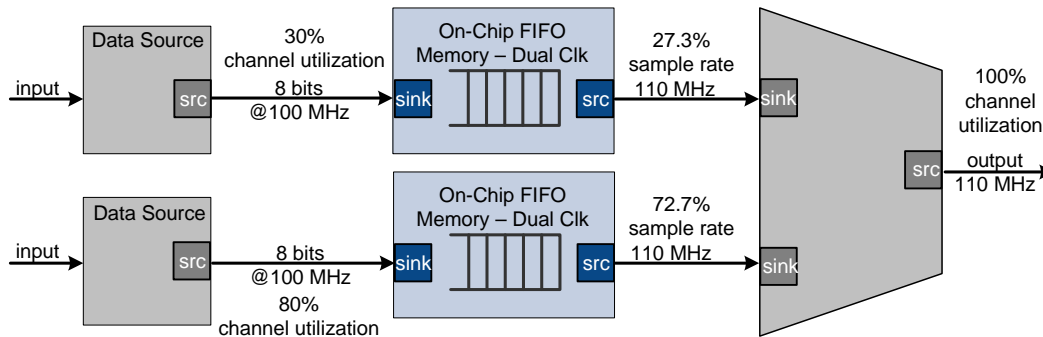 Data Source
input
src
30%
channel utilization
8 bits
@100 MHz
On-Chip FIFO
Memory – Dual Clk
sink
src
27.3%
sample rate
110 MHz
sink
Data Source
input
src
8 bits
@100 MHz
80%
channel utilization
On-Chip FIFO
Memory – Dual Clk
sink
src
72.7%
sample rate
110 MHz
sink
src
100%
channel
utilization
output
110 MHz